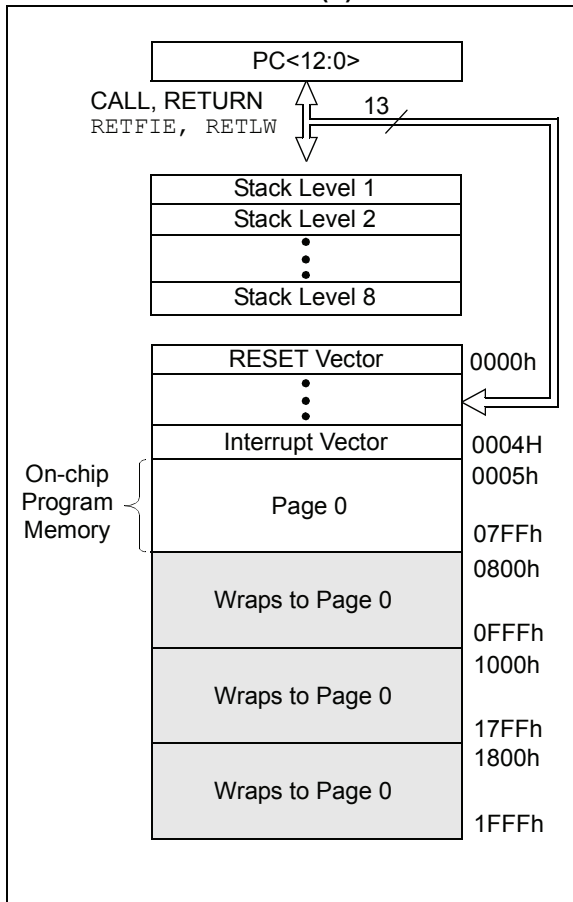 PC<12:0>
CALL, RETURN
13
RETFIE, RETLW
Stack Level 1
Stack Level 2
Stack Level 8
RESET Vector
0000h
Interrupt Vector
0004H
On-chip
Program
Memory
0005h
Page 0
07FFh
0800h
Wraps to Page 0
0FFFh
1000h
Wraps to Page 0
17FFh
1800h
Wraps to Page 0
1FFFh